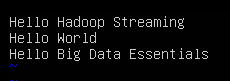 Hello Hadoop Streaming
Hello World
Hello Big Data Essentials
~
~